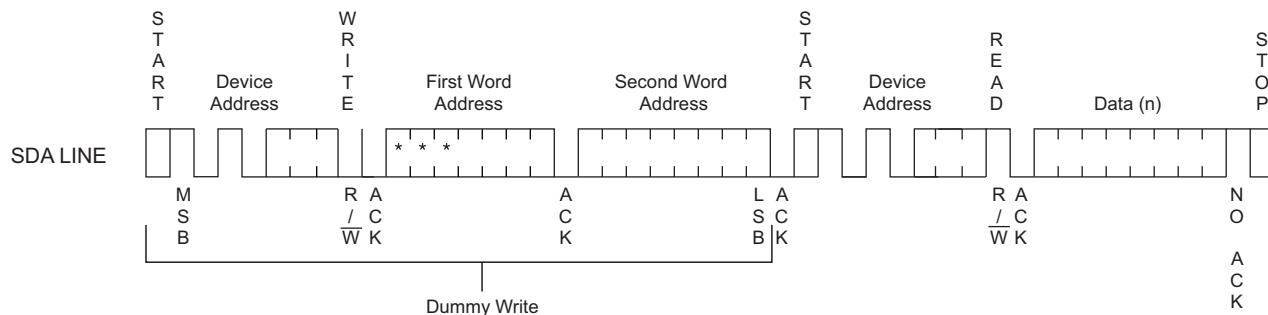 START
WRITE
START
READ
STOP
Device
Address
First Word
Address
Second Word
Address
Device
Address
Data (n)
SDA LINE
* * *
MSB
R/W
ACK
ACK
LSB
ACK
R/W
ACK
NO ACK
Dummy Write